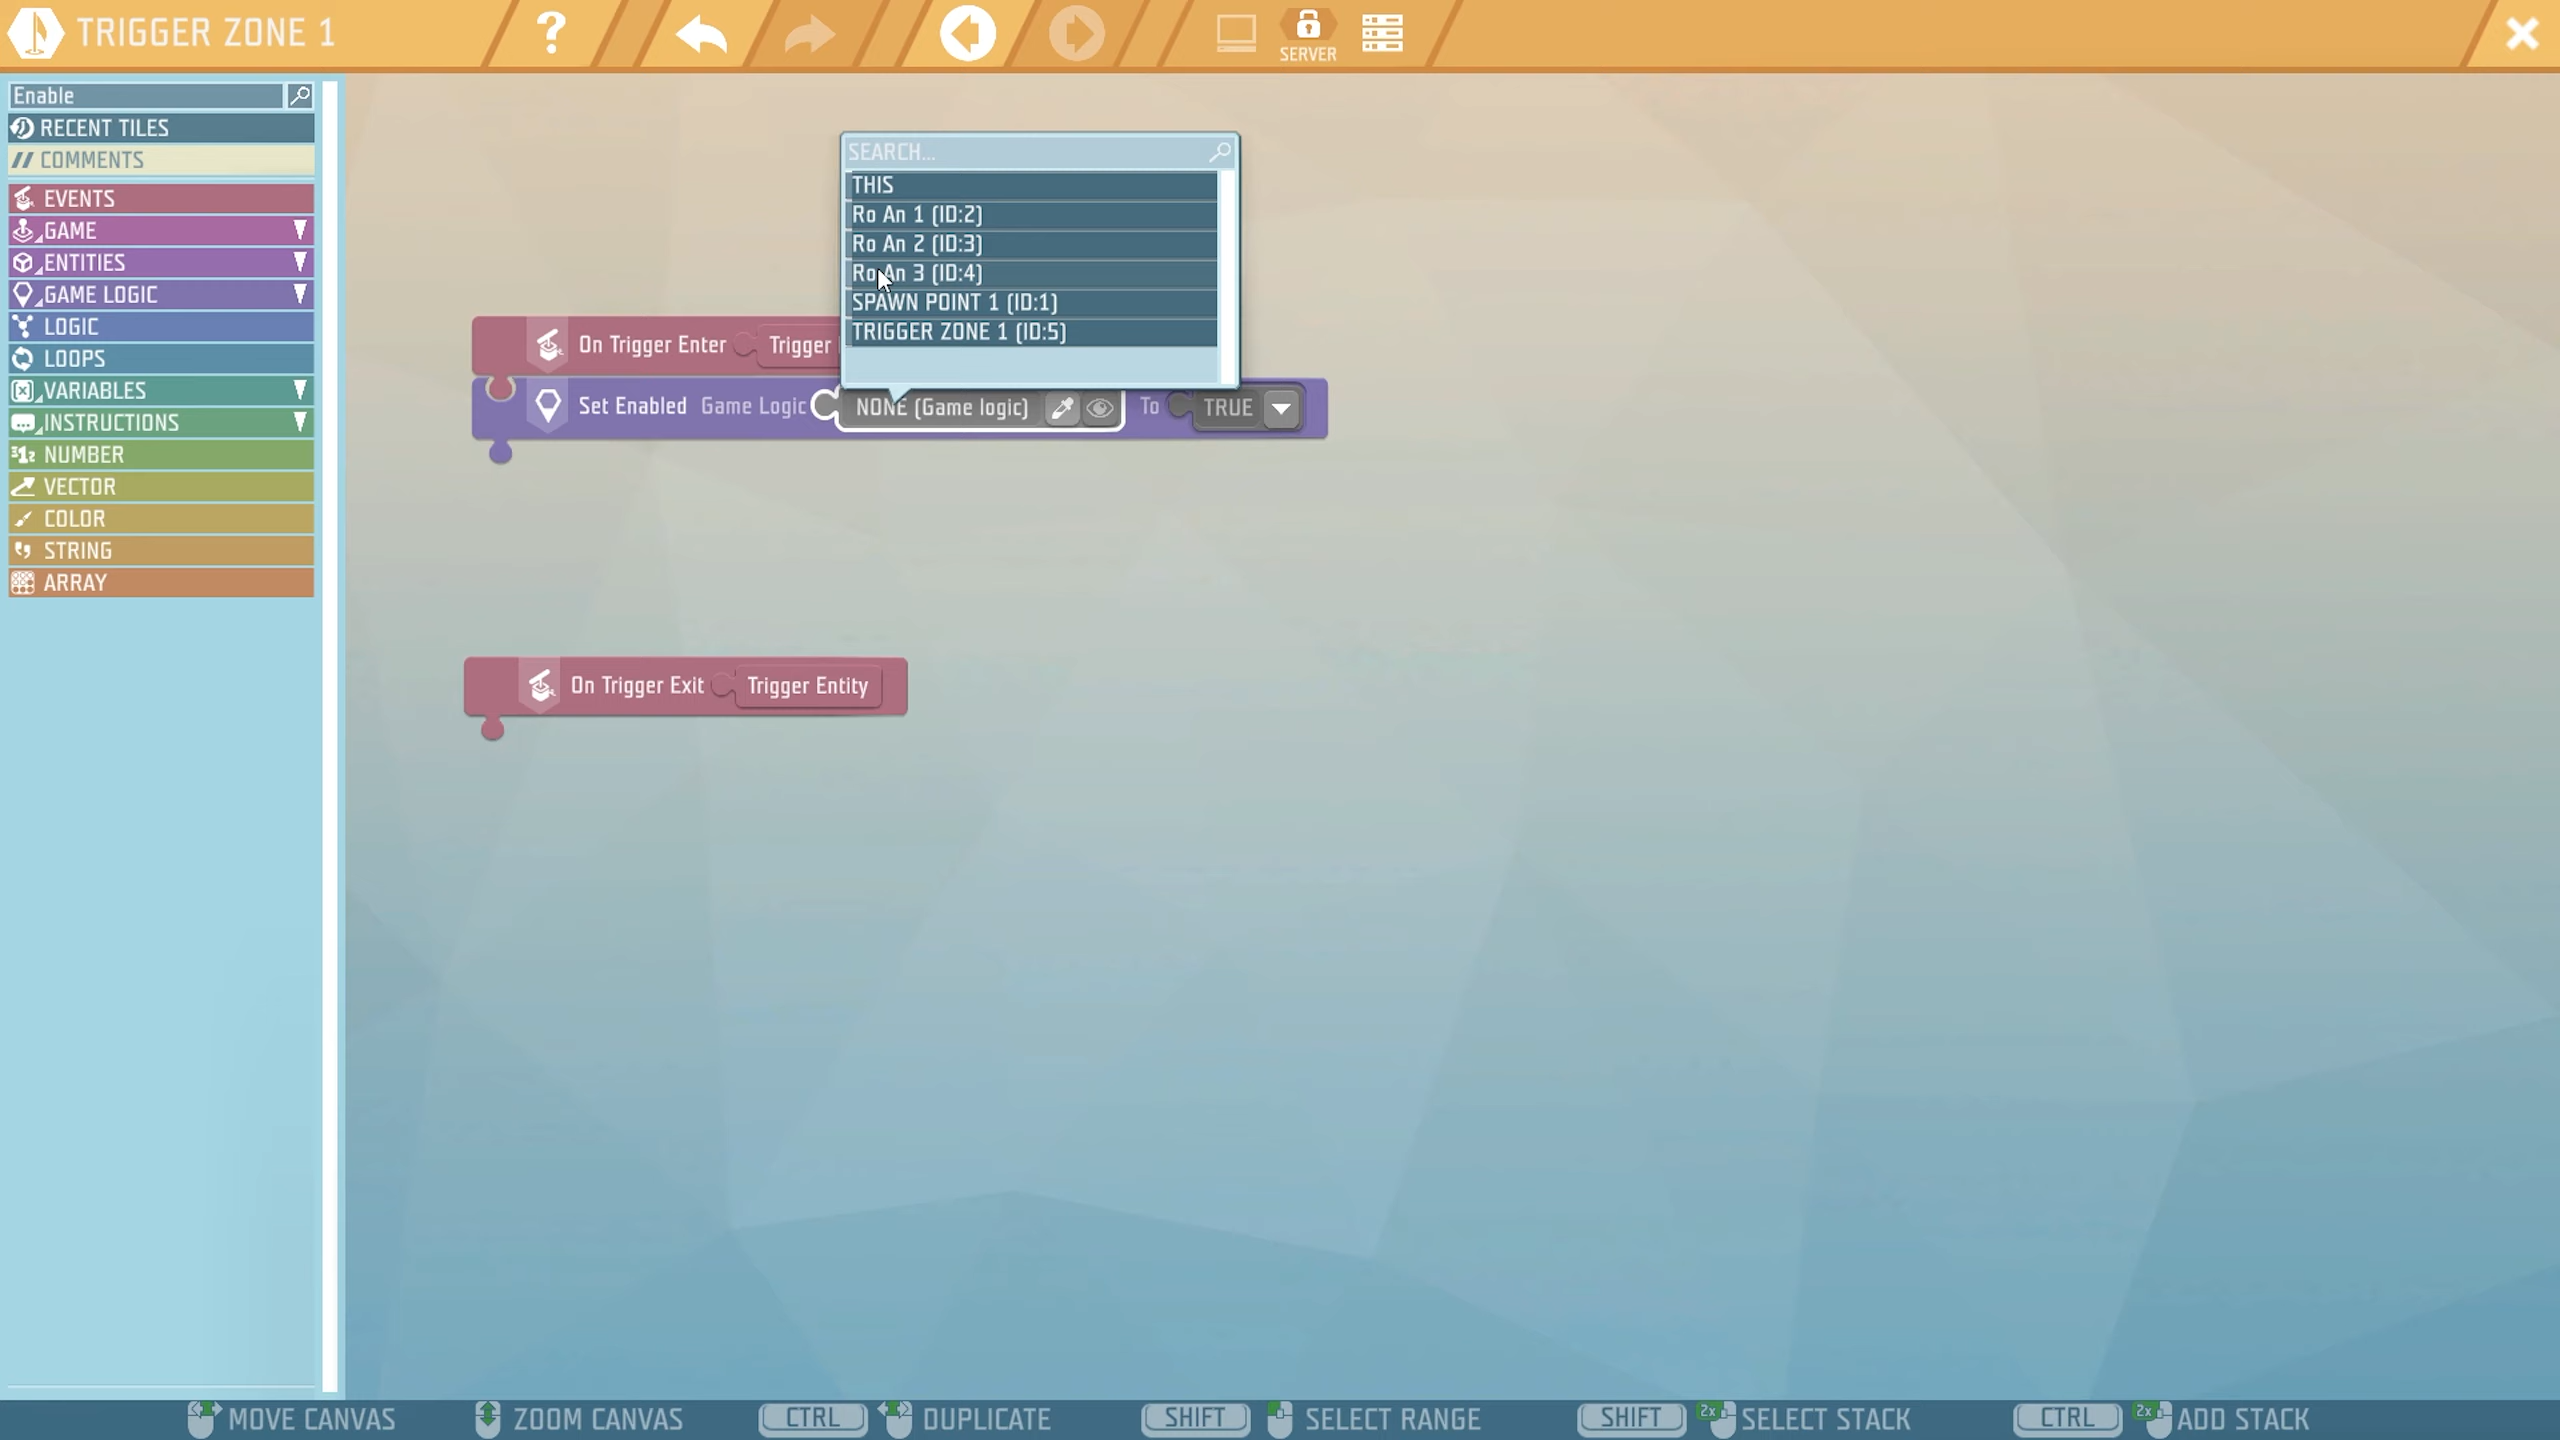 TRIGGER ZONE 1
?
SERVER
Enable
RECENT TILES
// COMMENTS
EVENTS
GAME
ENTITIES
GAME LOGIC
LOGIC
LOOPS
VARIABLES
INSTRUCTIONS
NUMBER
VECTOR
COLOR
STRING
ARRAY
SEARCH...
THIS
Ro An 1 (ID:2)
Ro An 2 (ID:3)
Ro An 3 (ID:4)
SPAWN POINT 1 (ID:1)
TRIGGER ZONE 1 (ID:5)
On Trigger Enter Trigger
Set Enabled Game Logic NONE (Game logic) To TRUE
On Trigger Exit Trigger Entity
MOVE CANVAS ZOOM CANVAS CTRL DUPLICATE SHIFT SELECT RANGE SHIFT 2x SELECT STACK CTRL 2x ADD STACK